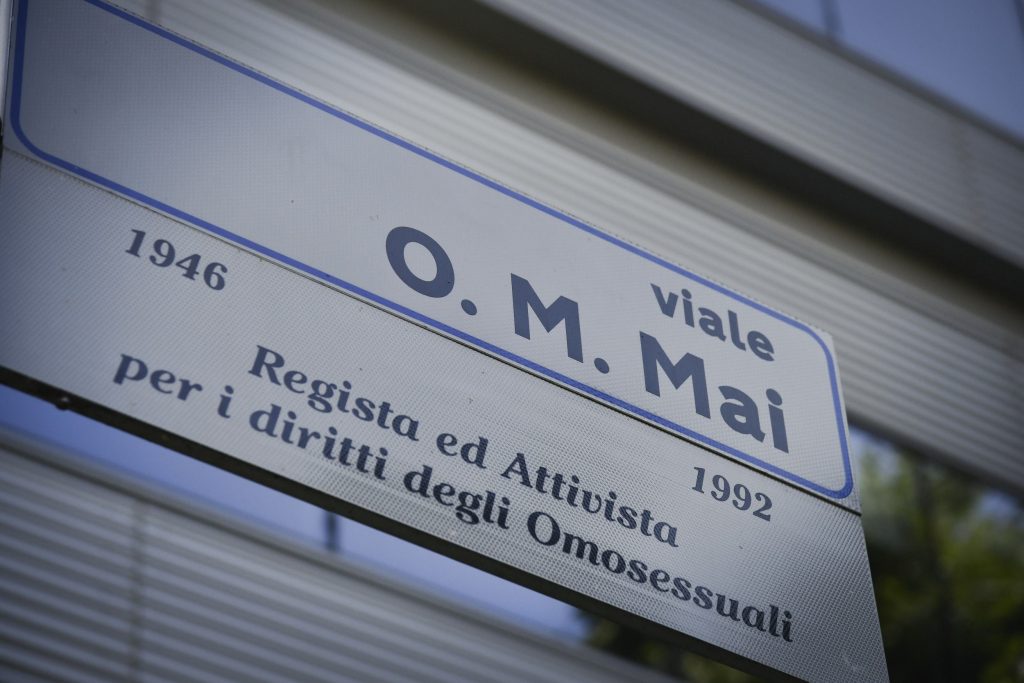 viale
O. M. Mai
1946
1992
Regista ed Attivista
per i diritti degli Omosessuali